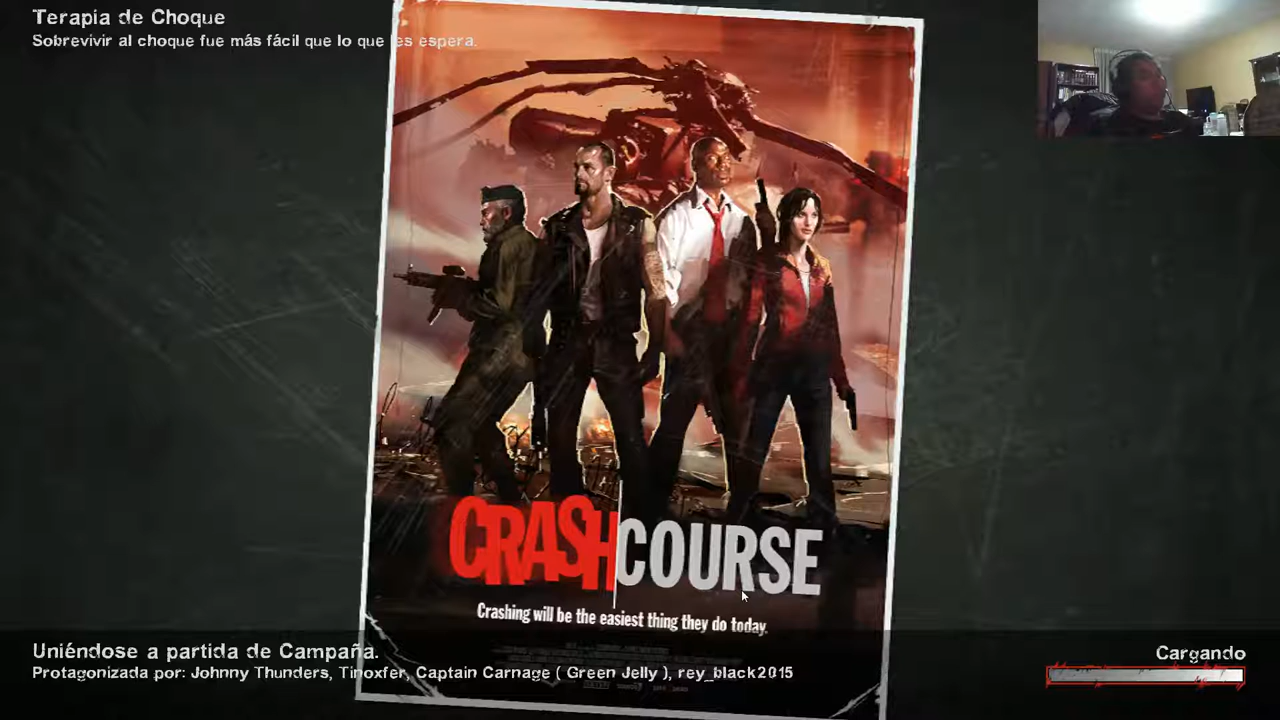 Terapia de Choque
Sobrevivir al choque fue más fácil que lo que les espera.
CRASHCOURSE
Crashing will be the easiest thing they do today.
Uniéndose a partida de Campaña.
Cargando
Protagonizada por: Johnny Thunders, Tinoxfer, Captain Carnage ( Green Jelly ), rey_black2015